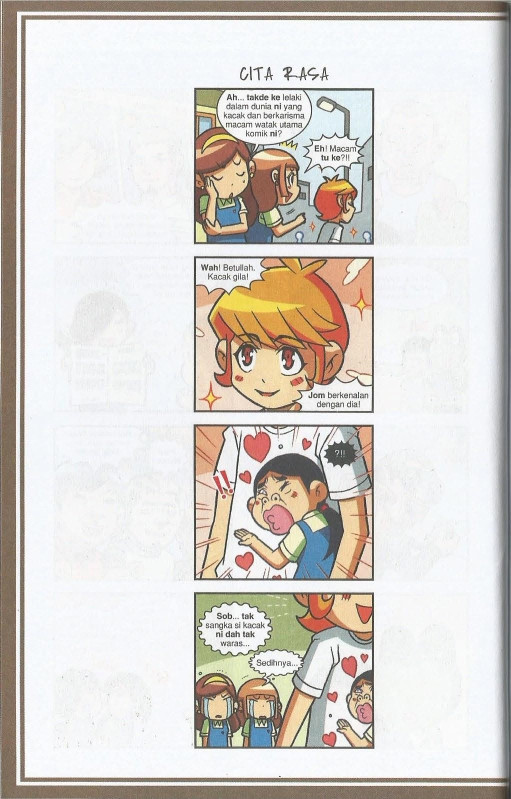 CITA RASA
Ah... takde ke lelaki
dalam dunia ni yang
kacak dan berkarisma
macam watak utama
komik ni?
Eh! Macam
tu ke?!!
Wah! Betullah.
Kacak gila!
Jom berkenalan
dengan dia!
?!!
!!
Sob... tak
sangka si kacak
ni dah tak
waras...
Sedihnya...